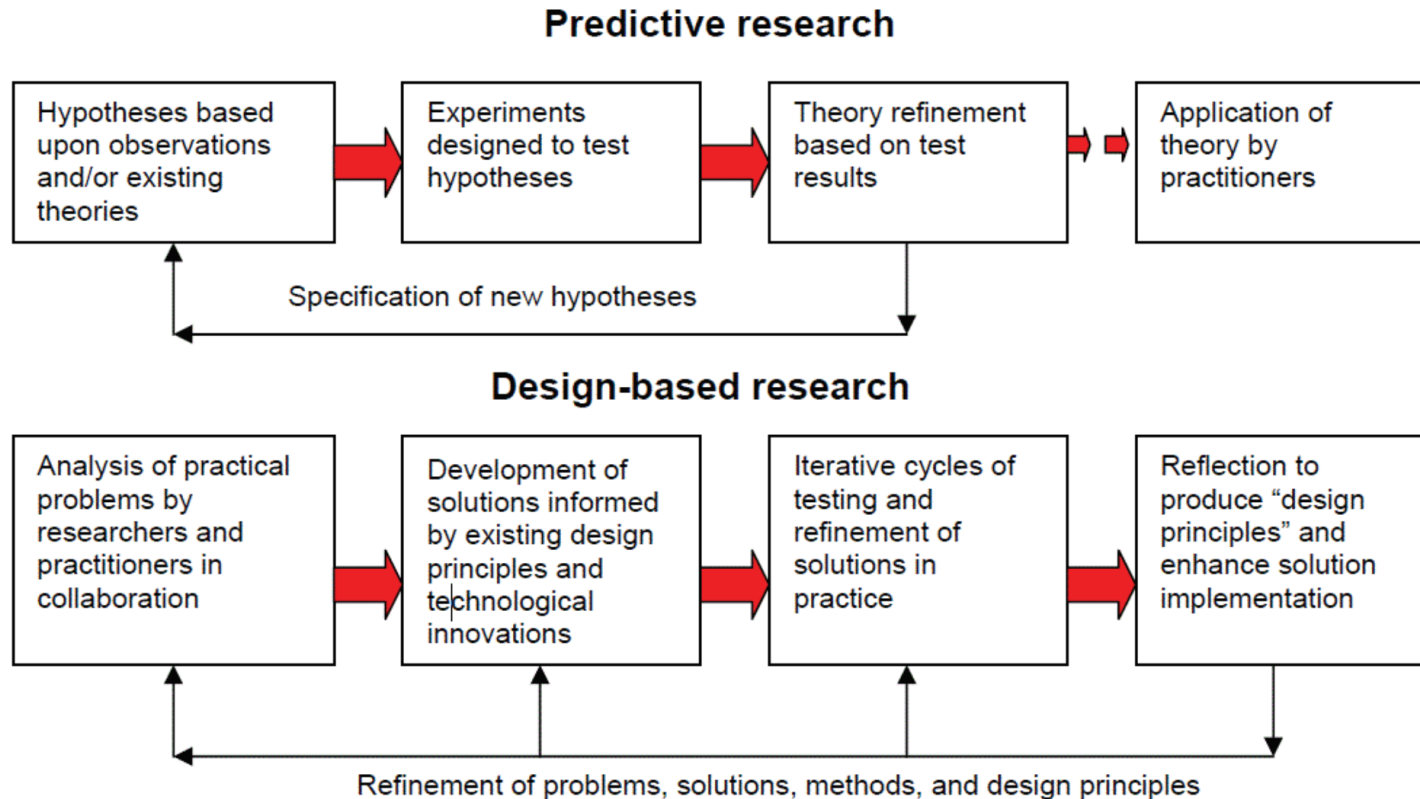 Predictive research
Hypotheses based
upon observations
and/or existing
theories
Experiments
designed to test
hypotheses
Theory refinement
based on test
results
Application of
theory by
practitioners
Specification of new hypotheses
Design-based research
Analysis of practical
problems by
researchers and
practitioners in
collaboration
Development of
solutions informed
by existing design
principles and
technological
innovations
Iterative cycles of
testing and
refinement of
solutions in
practice
Reflection to
produce “design
principles” and
enhance solution
implementation
Refinement of problems, solutions, methods, and design principles